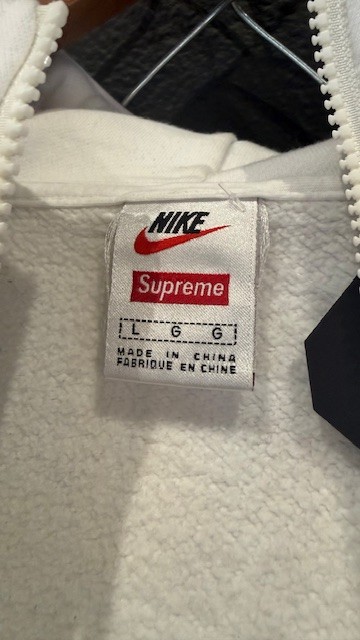 NIKE
Supreme
L G G
MADE IN CHINA
FABRIQUE EN CHINE